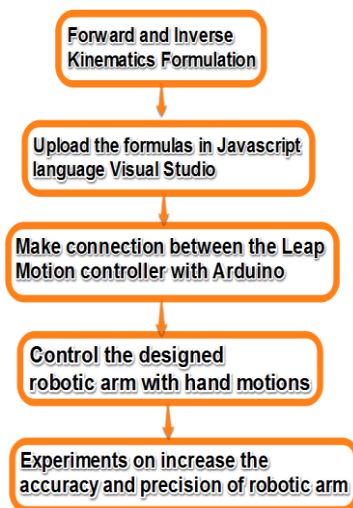 Forward and Inverse
Kinematics Formulation
Upload the formulas in Javascript
language Visual Studio
Make connection between the Leap
Motion controller with Arduino
Control the designed
robotic arm with hand motions
Experiments on increase the
accuracy and precision of robotic arm